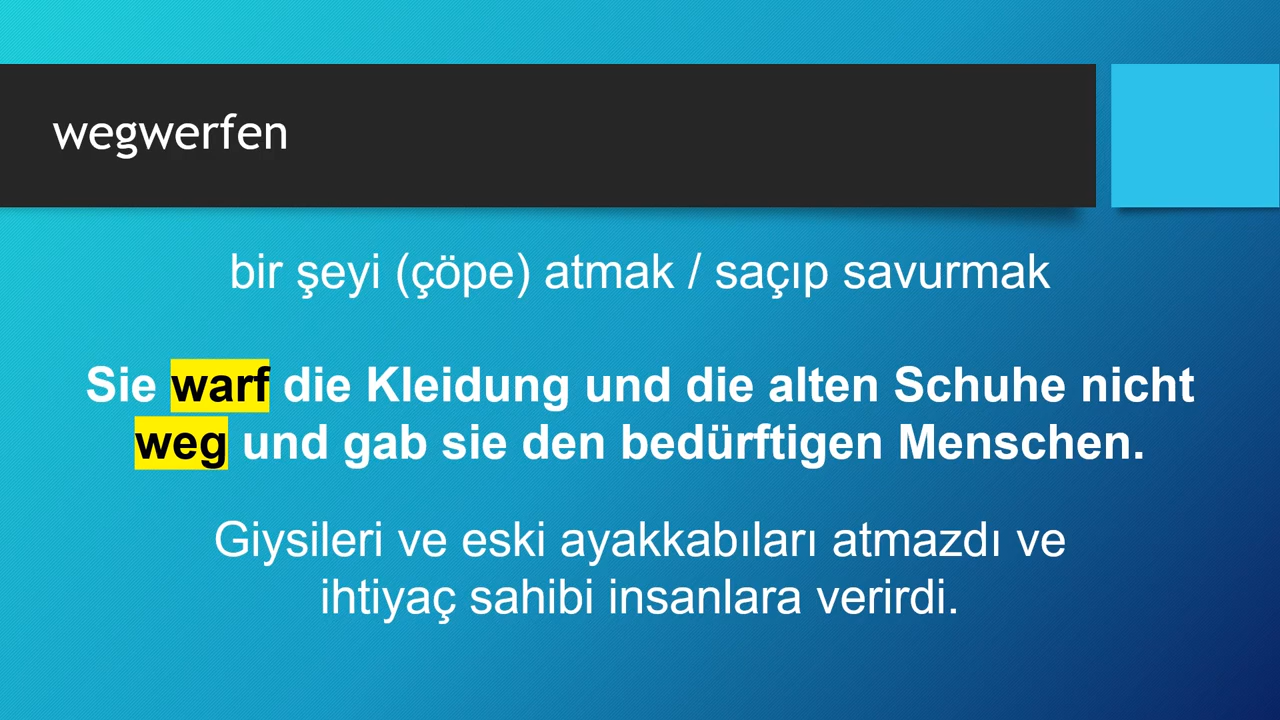 wegwerfen
bir şeyi (çöpe) atmak / saçıp savurmak
Sie warf die Kleidung und die alten Schuhe nicht
weg und gab sie den bedürftigen Menschen.
Giysileri ve eski ayakkabıları atmazdı ve
ihtiyaç sahibi insanlara verirdi.